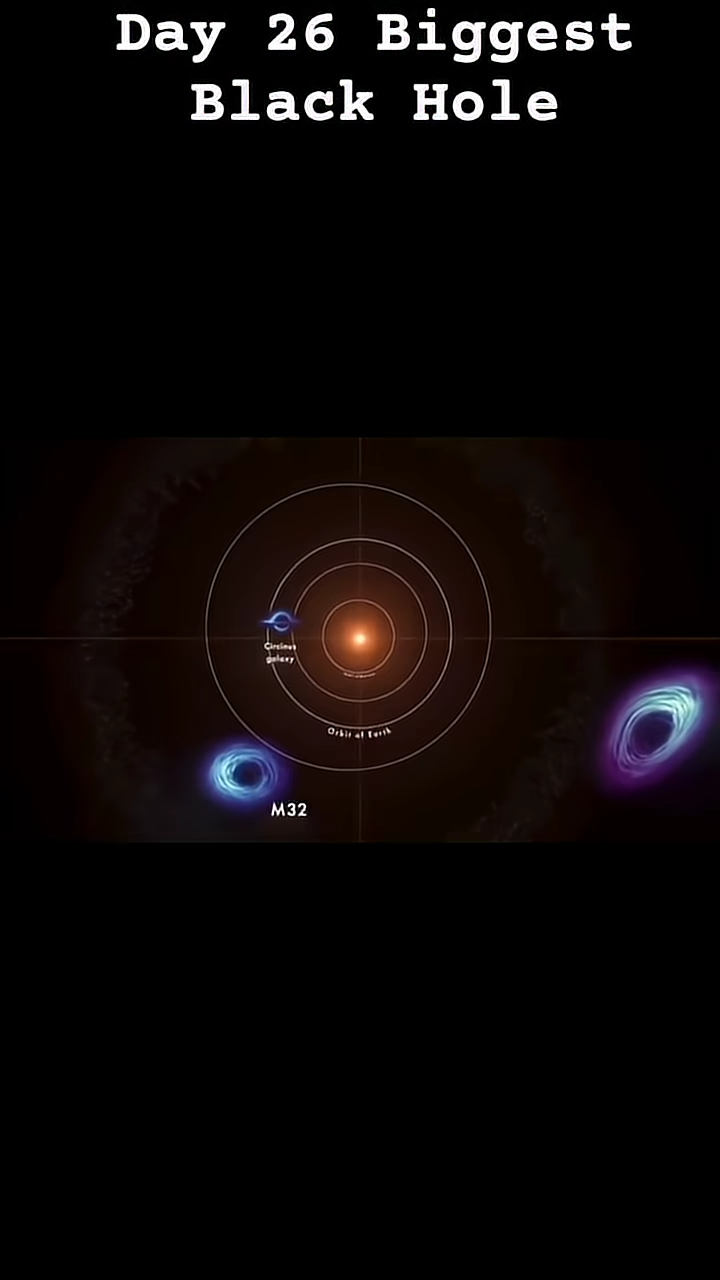 Day 26 Biggest
Black Hole
Circinus
galaxy
Orbit of Earth
M32